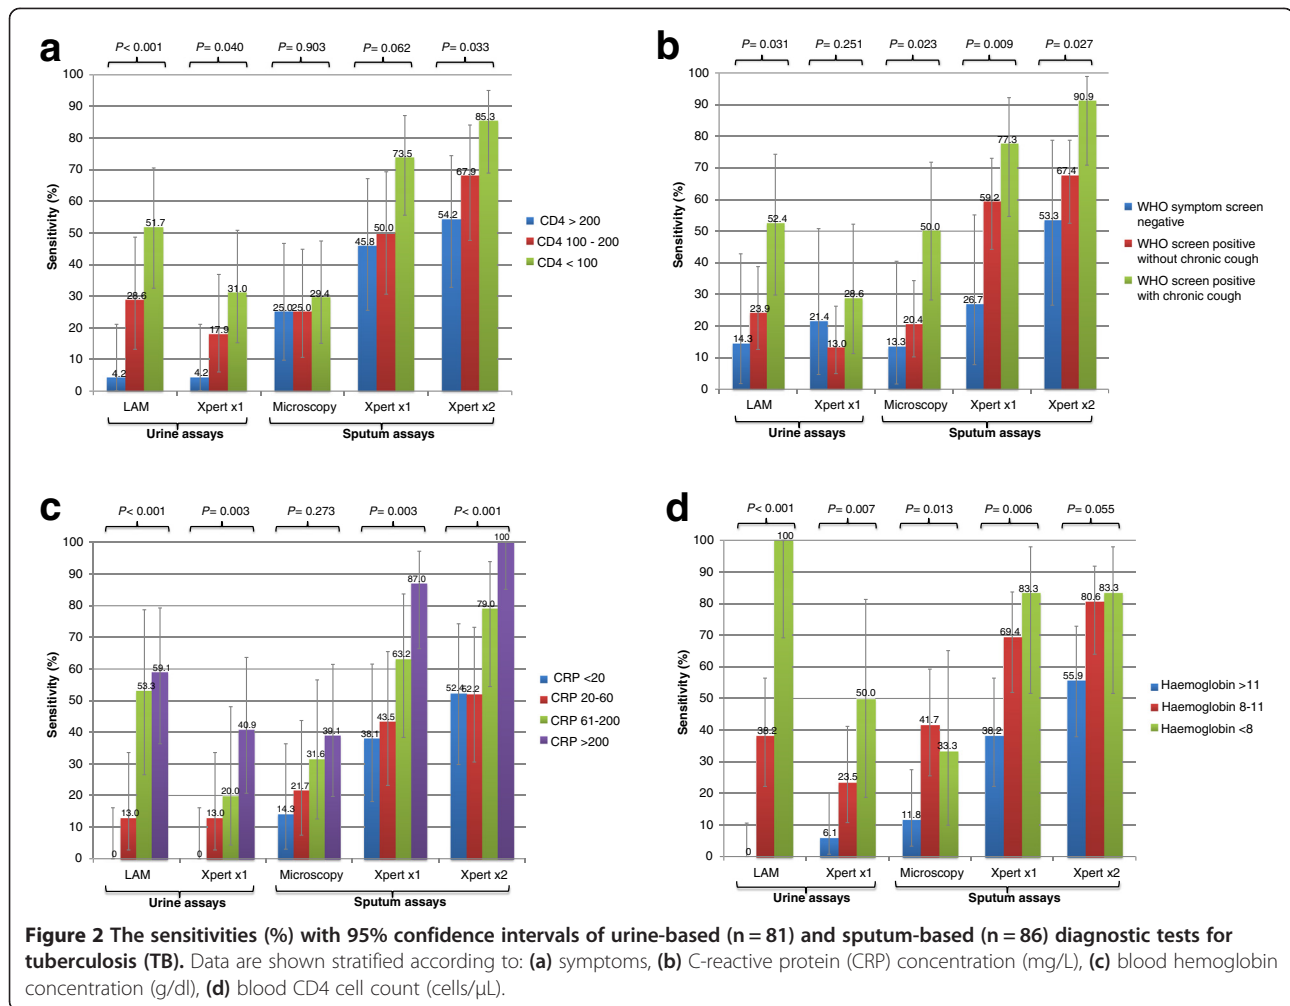 a
P< 0.001 P= 0.040 P= 0.903 P= 0.062 P= 0.033
100
90
80
70
60
50
40
30
20
10
0
Sensitivity (%)
4.2 28.6 51.7
4.2 17.9 31.0
25.0 25.0 29.4
45.8 50.0 73.5
54.2 67.9 85.3
CD4 > 200
CD4 100 - 200
CD4 < 100
LAM Xpert x1 Microscopy Xpert x1 Xpert x2
Urine assays Sputum assays
b
P= 0.031 P= 0.251 P= 0.023 P= 0.009 P= 0.027
100
90
80
70
60
50
40
30
20
10
0
Sensitivity (%)
14.3 23.9 52.4
21.4 13.0 28.6
13.3 20.4 50.0
26.7 59.2 77.3
53.3 67.4 90.9
WHO symptom screen
negative
WHO screen positive
without chronic cough
WHO screen positive
with chronic cough
LAM Xpert x1 Microscopy Xpert x1 Xpert x2
Urine assays Sputum assays
c
P< 0.001 P= 0.003 P= 0.273 P= 0.003 P< 0.001
100
90
80
70
60
50
40
30
20
10
0
Sensitivity (%)
0 13.0 53.3 59.1
0 13.0 20.0 40.9
14.3 21.7 31.6 39.1
38.1 43.5 63.2 87.0
52.4 52.2 79.0 100
CRP <20
CRP 20-60
CRP 61-200
CRP >200
LAM Xpert x1 Microscopy Xpert x1 Xpert x2
Urine assays Sputum assays
d
P< 0.001 P= 0.007 P= 0.013 P= 0.006 P= 0.055
100
90
80
70
60
50
40
30
20
10
0
Sensitivity (%)
0 38.2 100
6.1 23.5 50.0
11.8 41.7 33.3
38.2 69.4 83.3
55.9 80.6 83.3
Haemoglobin >11
Haemoglobin 8-11
Haemoglobin <8
LAM Xpert x1 Microscopy Xpert x1 Xpert x2
Urine assays Sputum assays
Figure 2 The sensitivities (%) with 95% confidence intervals of urine-based (n = 81) and sputum-based (n = 86) diagnostic tests for
tuberculosis (TB). Data are shown stratified according to: (a) symptoms, (b) C-reactive protein (CRP) concentration (mg/L), (c) blood hemoglobin
concentration (g/dl), (d) blood CD4 cell count (cells/μL).